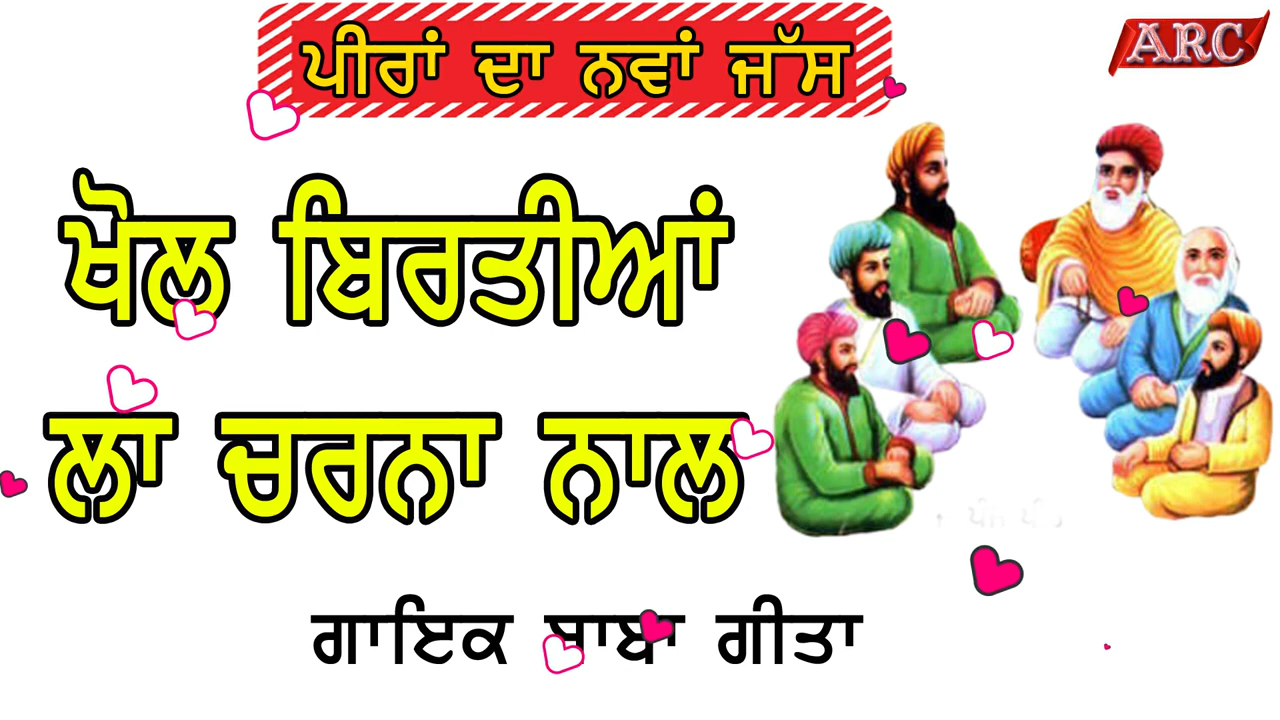 ਪੀਰਾਂ ਦਾ ਨਵਾਂ ਜੱਸ
ARC
ਖੋਲ ਬਿਰਤੀਆਂ
ਲਾ ਚਰਨਾ ਨਾਲ
ਗਾਇਕ ਬਾਬਾ ਗੀਤਾ